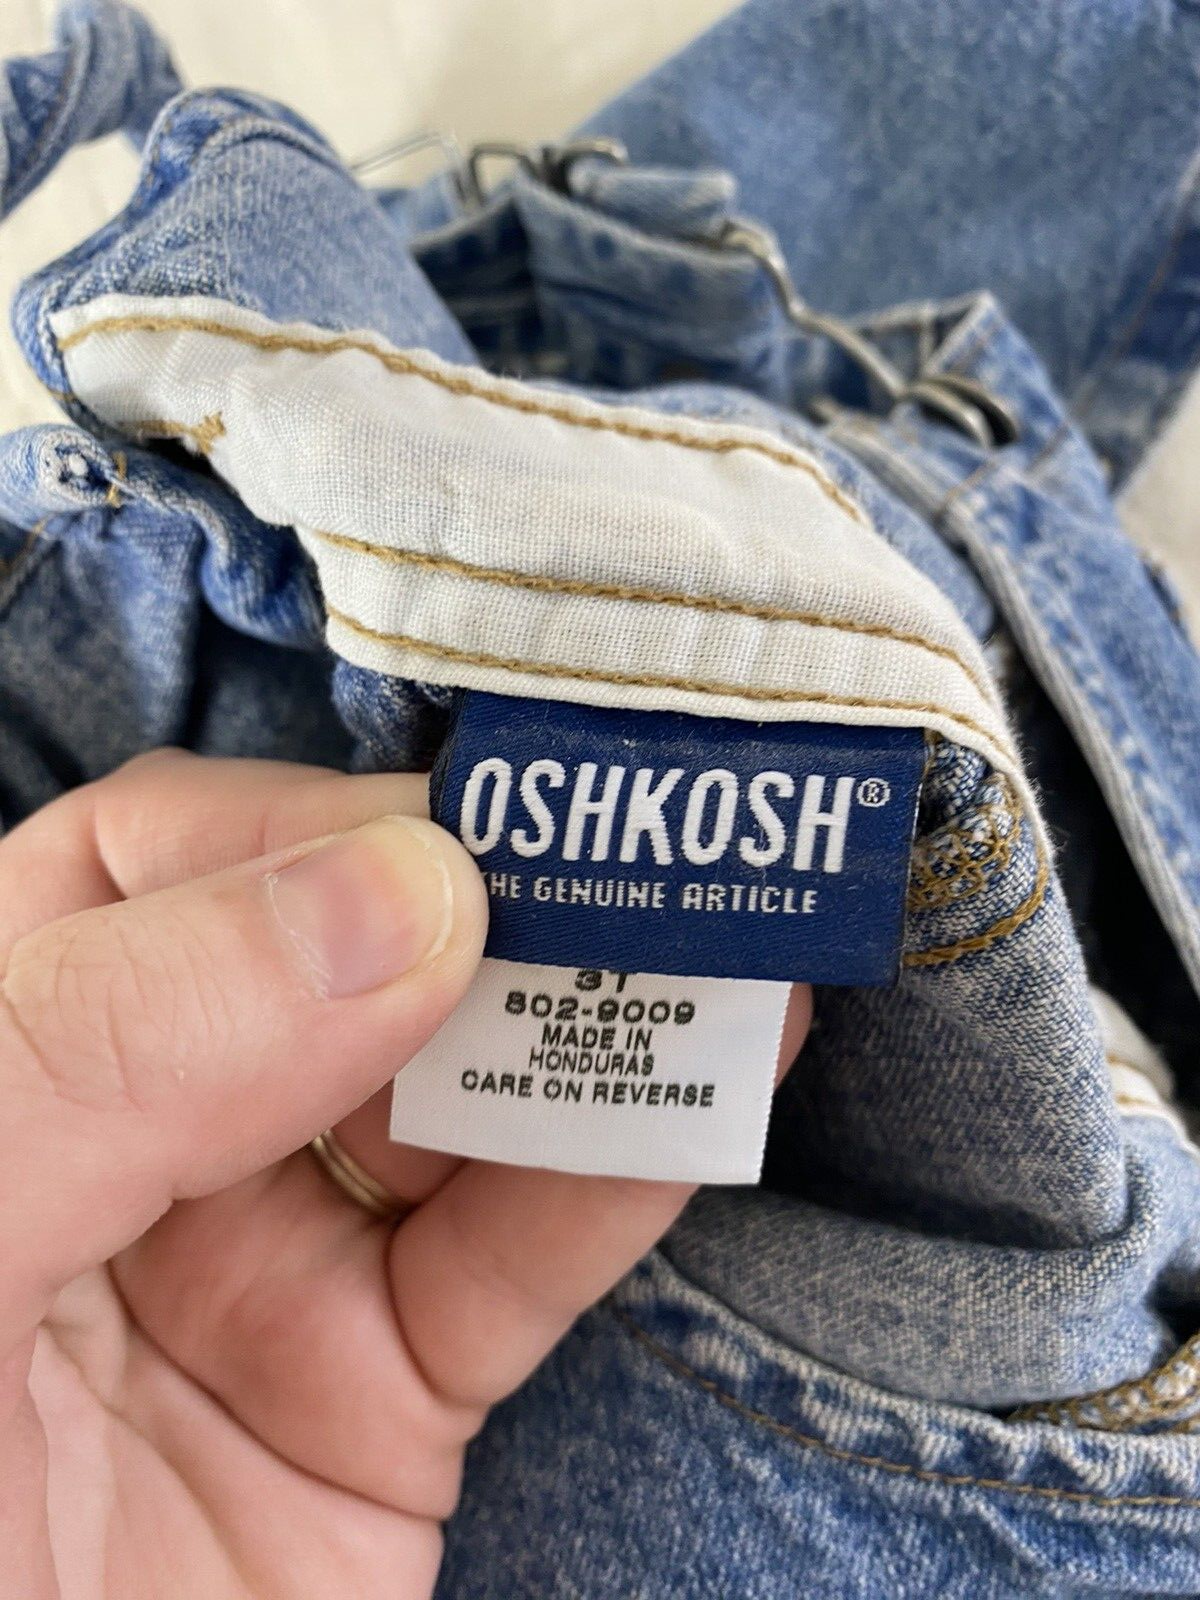 OSHKOSH®
THE GENUINE ARTICLE
3T
802-9009
MADE IN
HONDURAS
CARE ON REVERSE